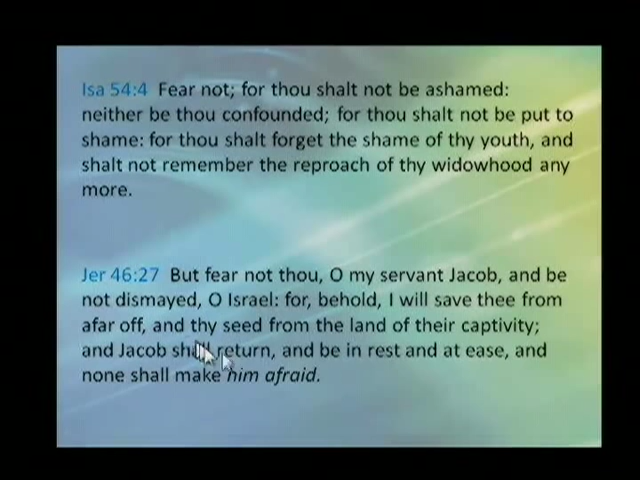 Isa 54:4 Fear not; for thou shalt not be ashamed:
neither be thou confounded; for thou shalt not be put to
shame: for thou shalt forget the shame of thy youth, and
shalt not remember the reproach of thy widowhood any
more.
Jer 46:27 But fear not thou, O my servant Jacob, and be
not dismayed, O Israel: for, behold, I will save thee from
afar off, and thy seed from the land of their captivity;
and Jacob shall return, and be in rest and at ease, and
none shall make him afraid.